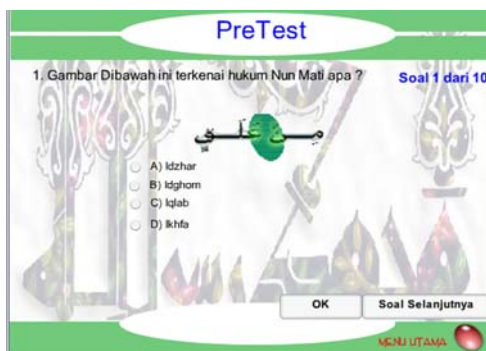 PreTest
1. Gambar Dibawah ini terkenai hukum Nun Mati apa ?
Soal 1 dari 10
A) Idzhar
B) Idghom
C) Iqlab
D) Ikhfa
OK
Soal Selanjutnya
MENU UTAMA